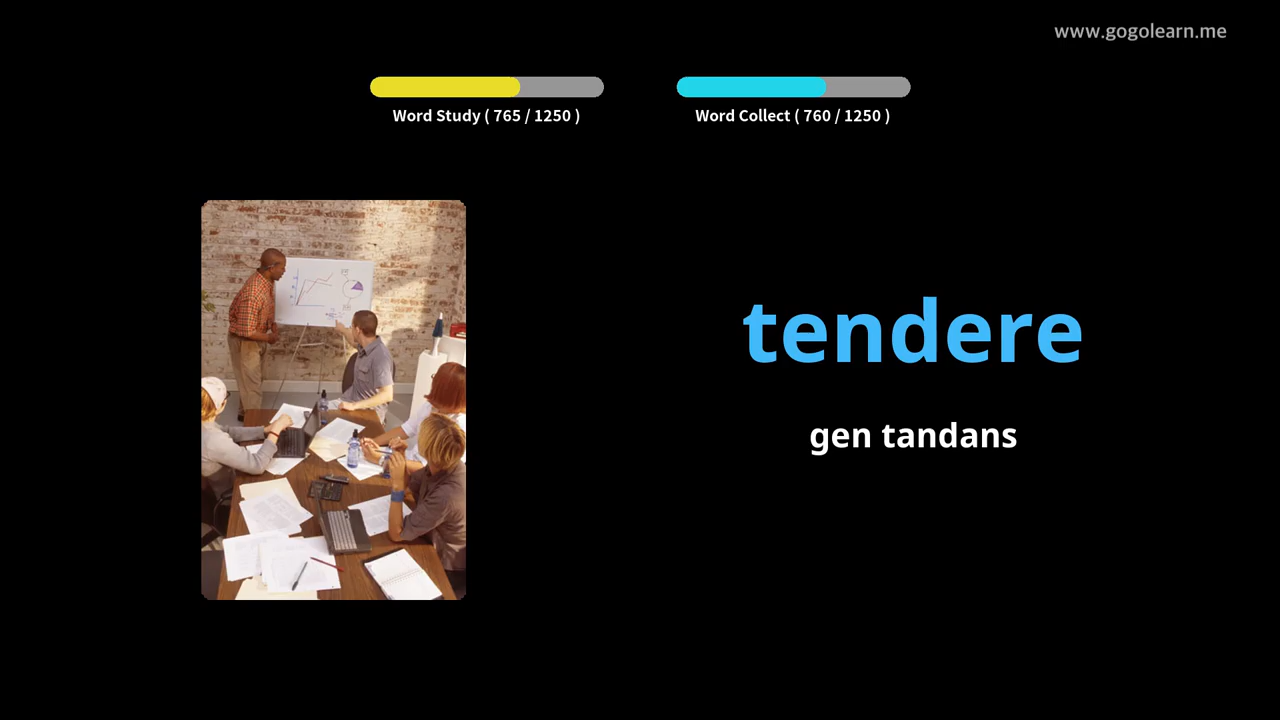 www.gogolearn.me
Word Study ( 765 / 1250 )
Word Collect ( 760 / 1250 )
tendere
gen tandans